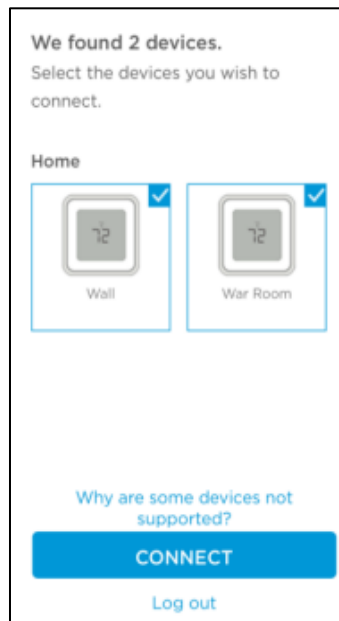 We found 2 devices.
Select the devices you wish to
connect.
Home
72
72
Wall
War Room
Why are some devices not
supported?
CONNECT
Log out